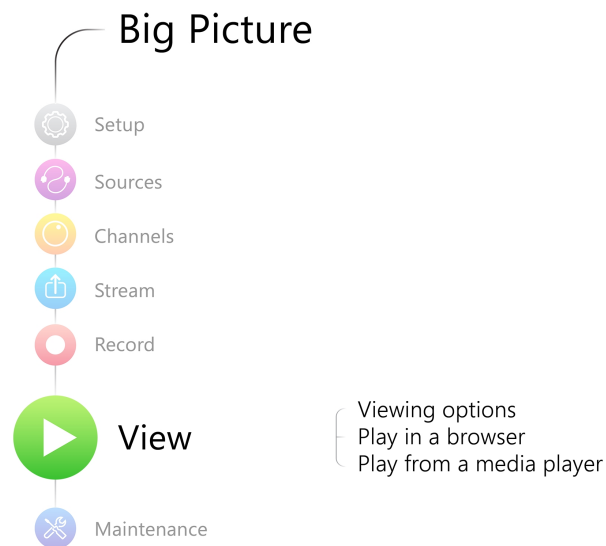 Big Picture
Setup
Sources
Channels
Stream
Record
View
Viewing options
Play in a browser
Play from a media player
Maintenance